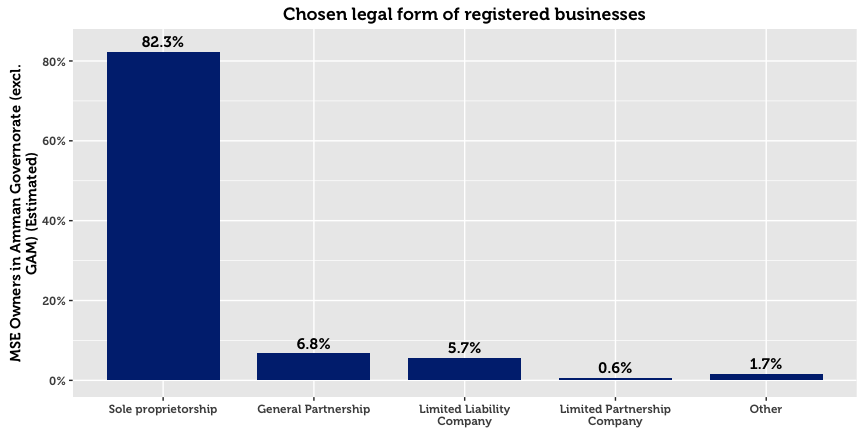 Chosen legal form of registered businesses
MSE Owners in Amman Governorate (excl.
GAM) (Estimated)
80%
60%
40%
20%
0%
82.3%
6.8%
5.7%
0.6%
1.7%
Sole proprietorship
General Partnership
Limited Liability
Company
Limited Partnership
Company
Other